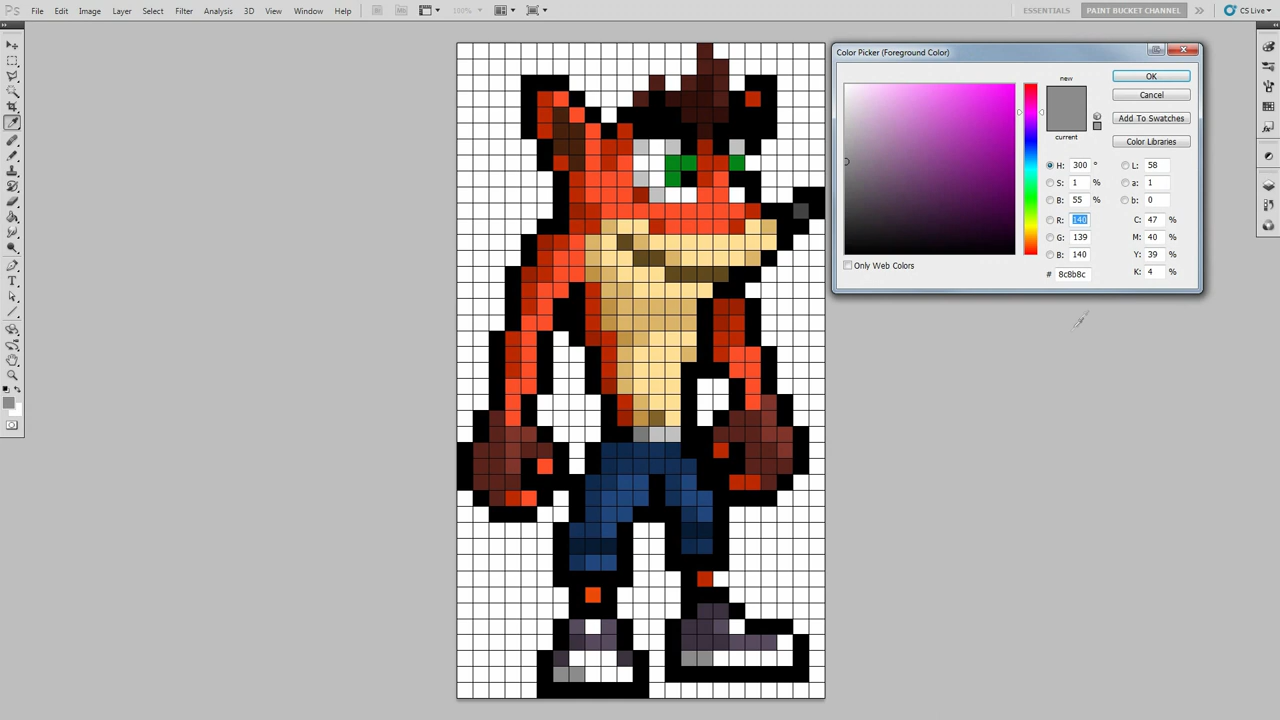 Ps File Edit Image Layer Select Filter Analysis 3D View Window Help 100% ESSENTIALS PAINT BUCKET CHANNEL >> CS Live
Color Picker (Foreground Color)
new
current
OK
Cancel
Add To Swatches
Color Libraries
H: 300 ° L: 58
S: 1 % a: 1
B: 55 % b: 0
R: 140 C: 47 %
G: 139 M: 40 %
B: 140 Y: 39 %
# 8c8b8c K: 4 %
Only Web Colors
T